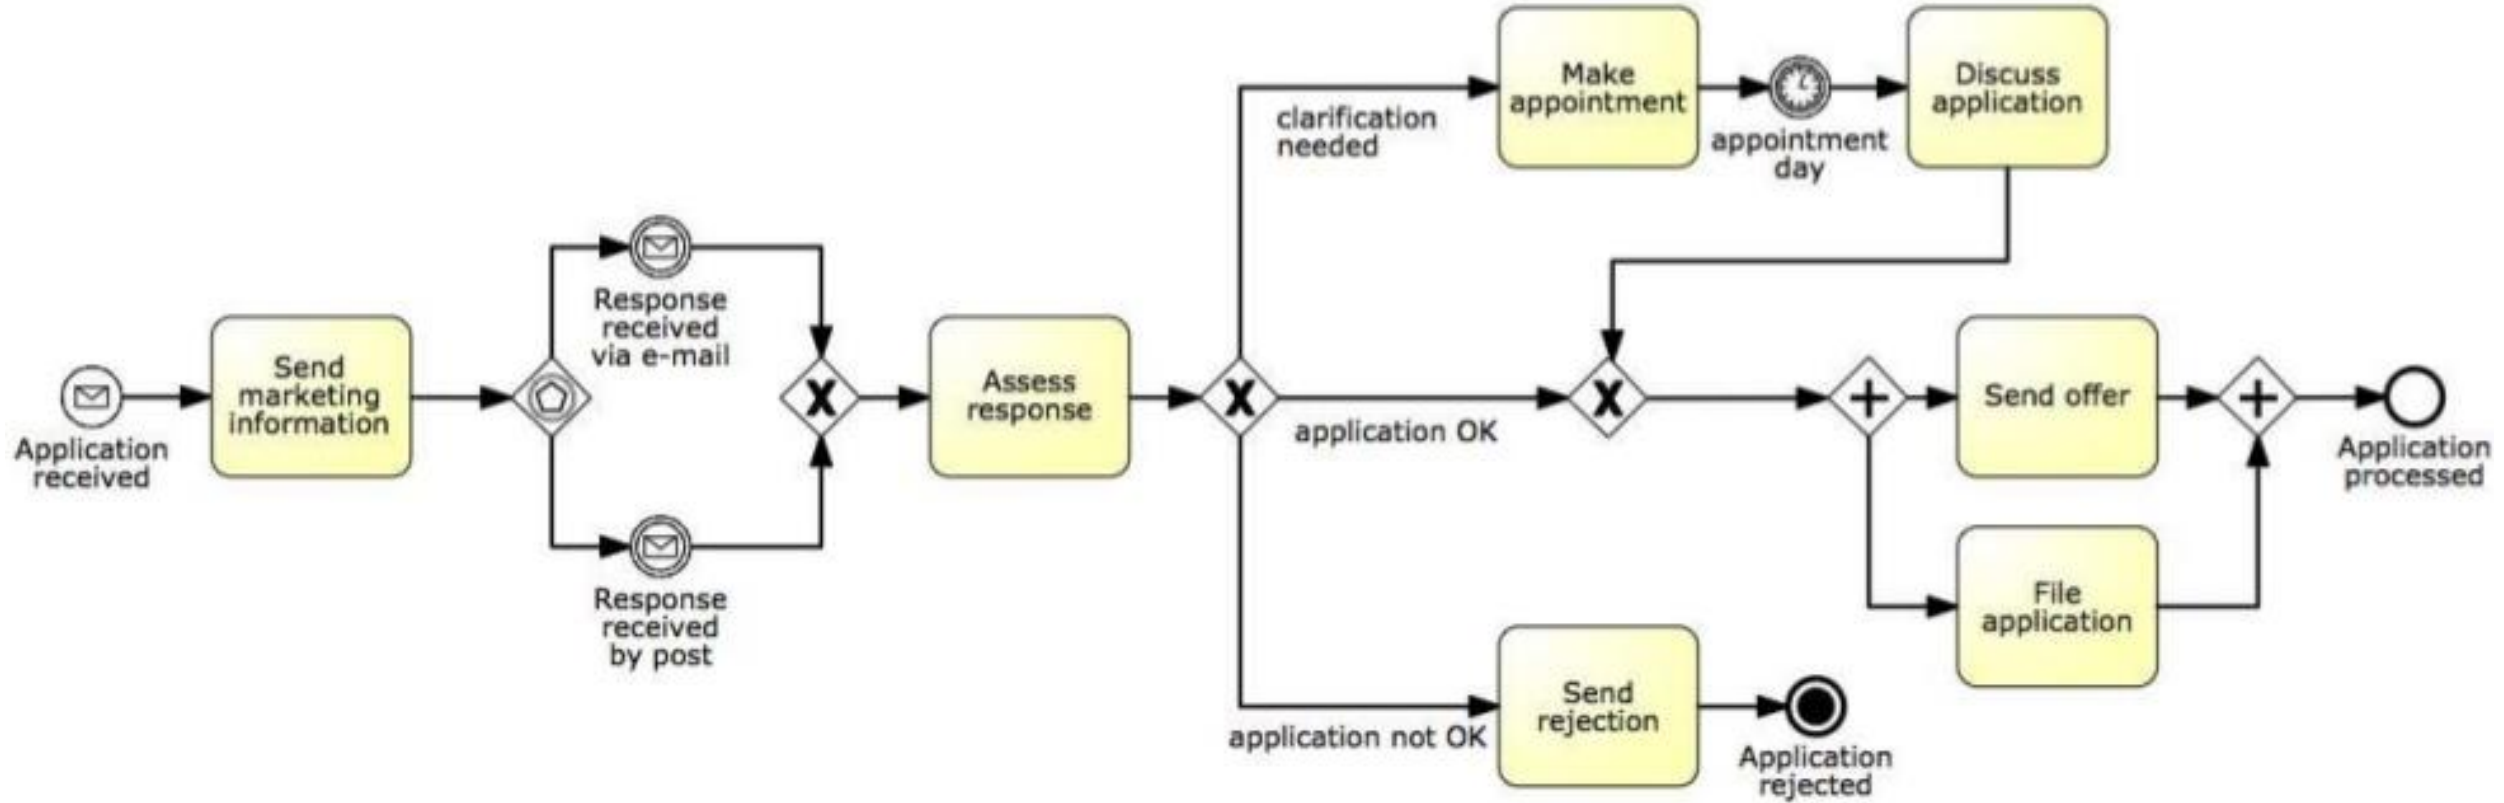 Application
received
Send
marketing
information
Response
received
via e-mail
Response
received
by post
X
Assess
response
X
clarification
needed
Make
appointment
appointment
day
Discuss
application
application OK
X
Send offer
File
application
Application
processed
application not OK
Send
rejection
Application
rejected